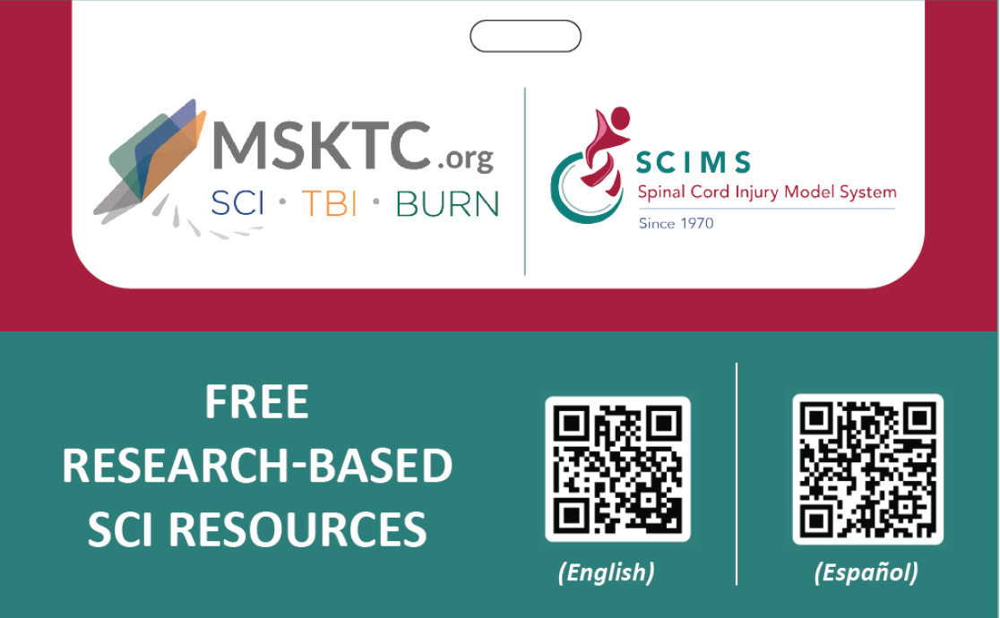 MSKTC.org
SCI · TBI · BURN
SCIMS
Spinal Cord Injury Model System
Since 1970
FREE
RESEARCH-BASED
SCI RESOURCES
(English)
(Español)